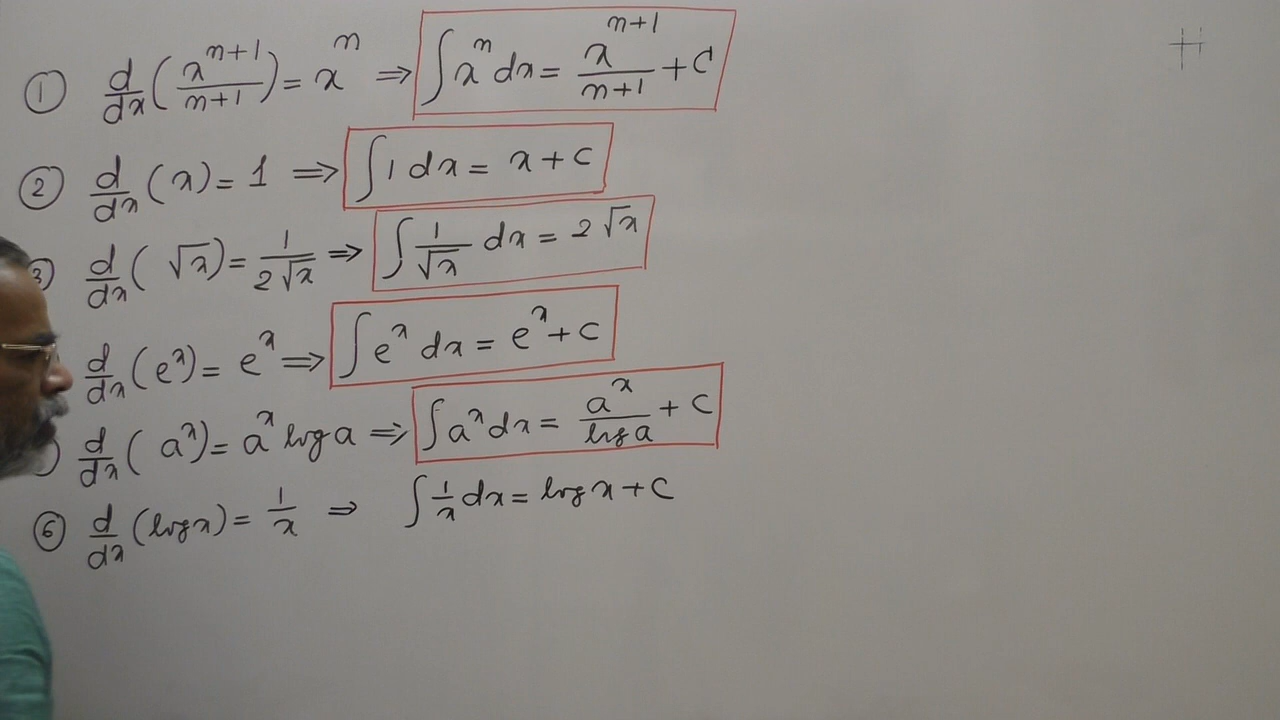 ① d/dx (x^{n+1}/n+1) = x^n ⇒ ∫x^n dx = x^{n+1}/n+1 + C
② d/dx (x) = 1 ⇒ ∫1 dx = x + c
3) d/dx (√x) = 1/2√x ⇒ ∫1/√x dx = 2√x
d/dx (e^x) = e^x ⇒ ∫e^x dx = e^x + c
) d/dx (a^x) = a^x log a ⇒ ∫a^x dx = a^x/log a + C
⑥ d/dx (log x) = 1/x ⇒ ∫1/x dx = log x + C